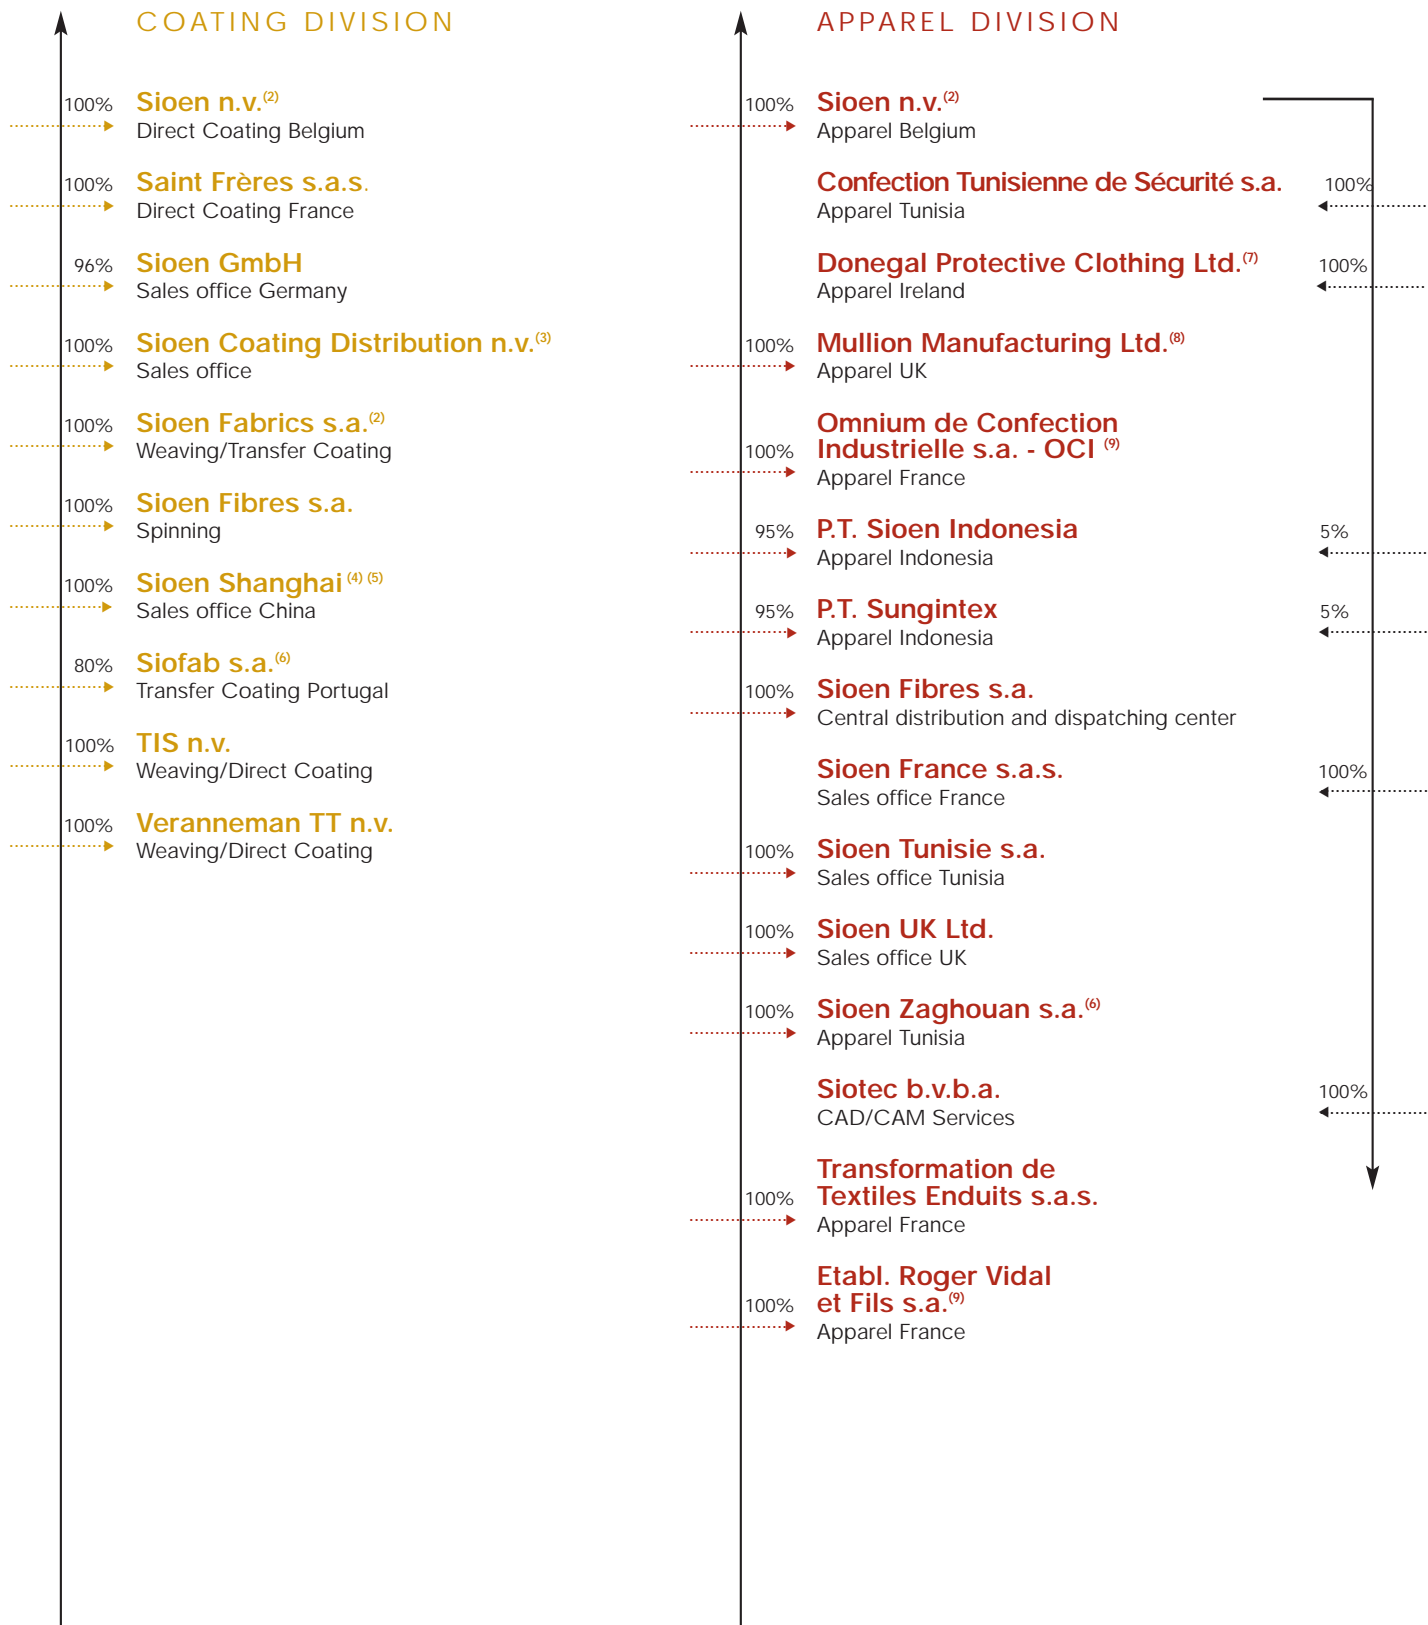 COATING DIVISION
100% Sioen n.v.(2)
Direct Coating Belgium
100% Saint Frères s.a.s.
Direct Coating France
96% Sioen GmbH
Sales office Germany
100% Sioen Coating Distribution n.v.(3)
Sales office
100% Sioen Fabrics s.a.(2)
Weaving/Transfer Coating
100% Sioen Fibres s.a.
Spinning
100% Sioen Shanghai (4) (5)
Sales office China
80% Siofab s.a.(6)
Transfer Coating Portugal
100% TIS n.v.
Weaving/Direct Coating
100% Veranneman TT n.v.
Weaving/Direct Coating
APPAREL DIVISION
100% Sioen n.v.(2)
Apparel Belgium
Confection Tunisienne de Sécurité s.a. 100%
Apparel Tunisia
Donegal Protective Clothing Ltd.(7) 100%
Apparel Ireland
100% Mullion Manufacturing Ltd.(8)
Apparel UK
Omnium de Confection
100% Industrielle s.a. - OCI (9)
Apparel France
95% P.T. Sioen Indonesia 5%
Apparel Indonesia
95% P.T. Sungintex 5%
Apparel Indonesia
100% Sioen Fibres s.a.
Central distribution and dispatching center
Sioen France s.a.s. 100%
Sales office France
100% Sioen Tunisie s.a.
Sales office Tunisia
100% Sioen UK Ltd.
Sales office UK
100% Sioen Zaghouan s.a.(6)
Apparel Tunisia
Siotec b.v.b.a. 100%
CAD/CAM Services
Transformation de
100% Textiles Enduits s.a.s.
Apparel France
Etabl. Roger Vidal
100% et Fils s.a.(9)
Apparel France